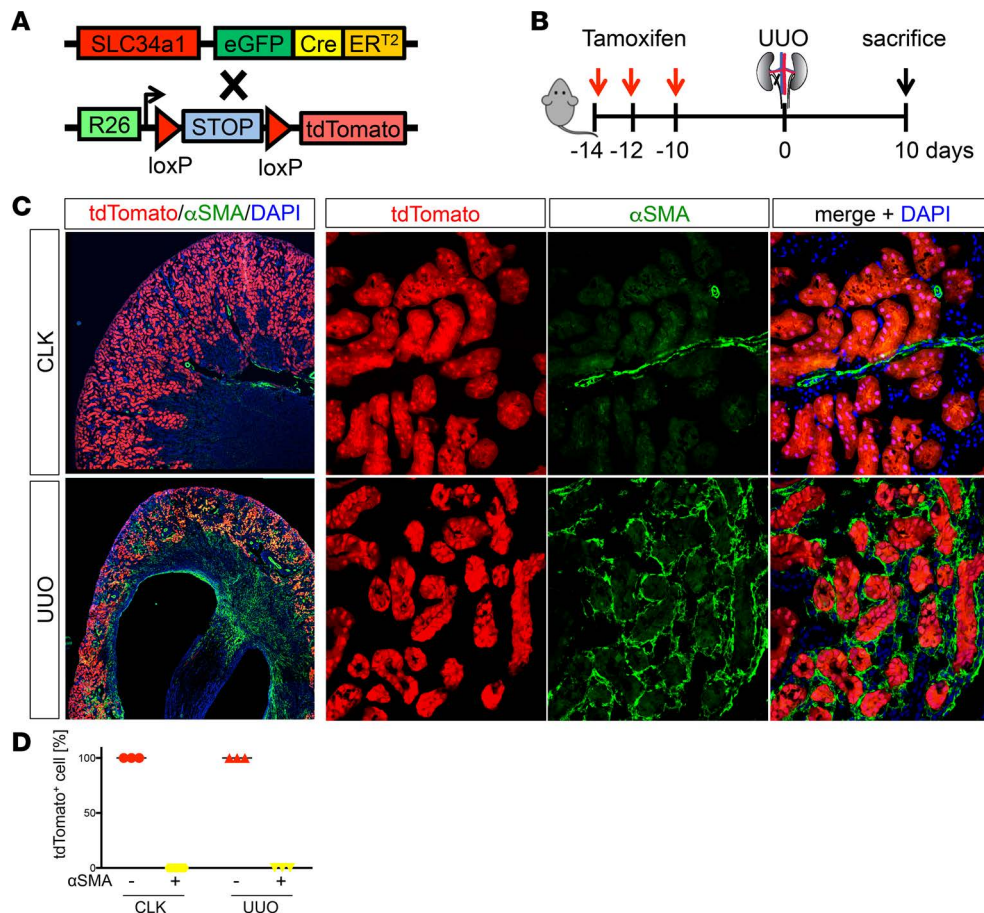 A
SLC34a1 eGFP Cre ERT2
R26 STOP tdTomato
loxP loxP
B
Tamoxifen UUO sacrifice
-14 -12 -10 0 10 days
C
tdTomato/αSMA/DAPI tdTomato αSMA merge + DAPI
CLK
UUO
D
tdTomato+ cell [%]
100
50
0
αSMA - + - +
CLK UUO